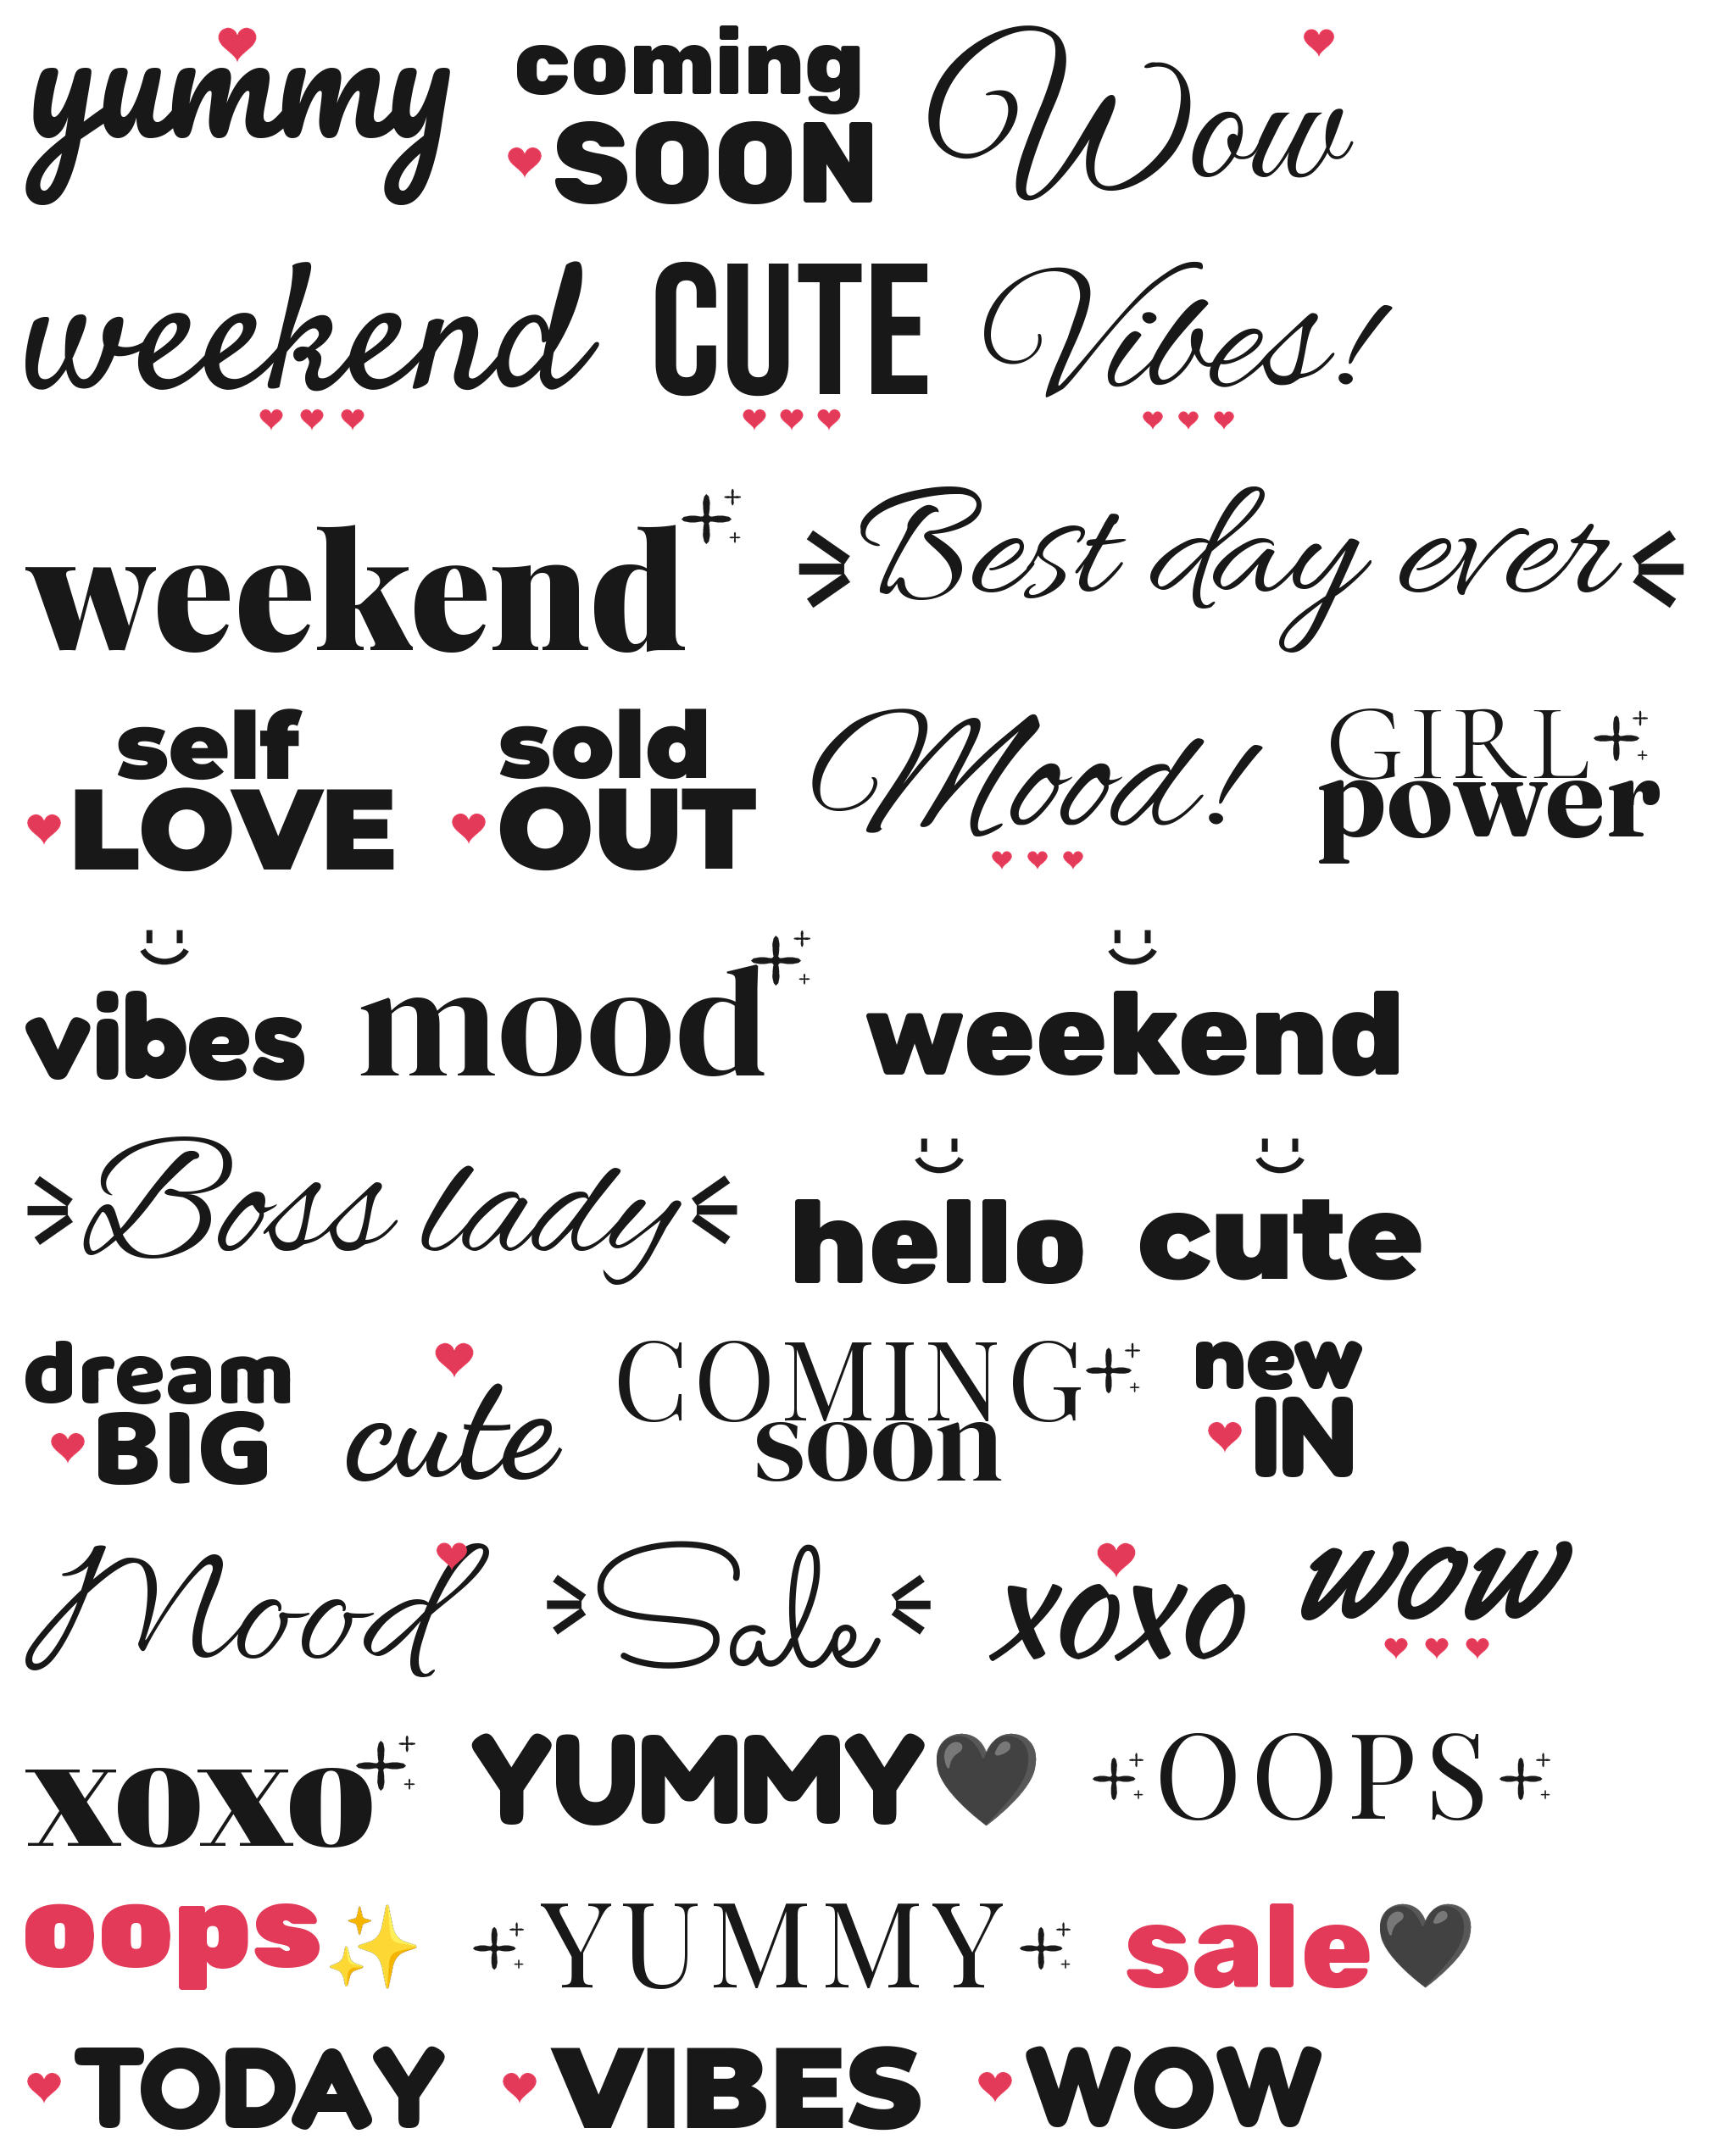 yummy
coming
SOON
Wow
weekend
CUTE
Vibes!
weekend
Best day ever
self
LOVE
sold
OUT
Mood!
GIRL
power
vibes
mood
weekend
Boss lady
hello
cute
dream
BIG
cute
COMING
soon
new
IN
Mood
Sale
xoxo
wow
xoxo
YUMMY🖤
OOPS
oops✨
YUMMY
sale🖤
TODAY
VIBES
WOW